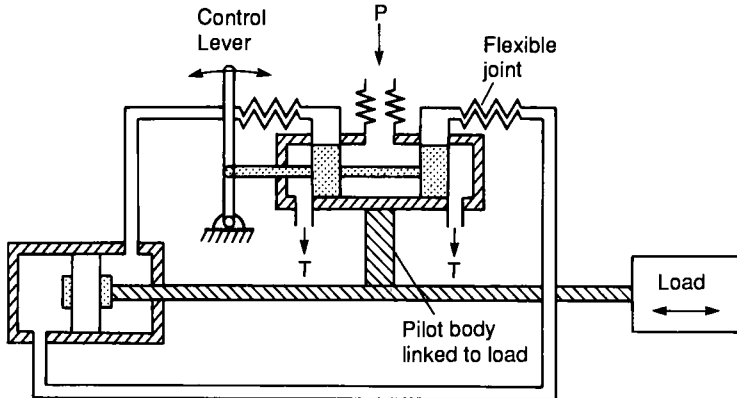 Control
Lever
P
Flexible
joint
T
T
Load
Pilot body
linked to load